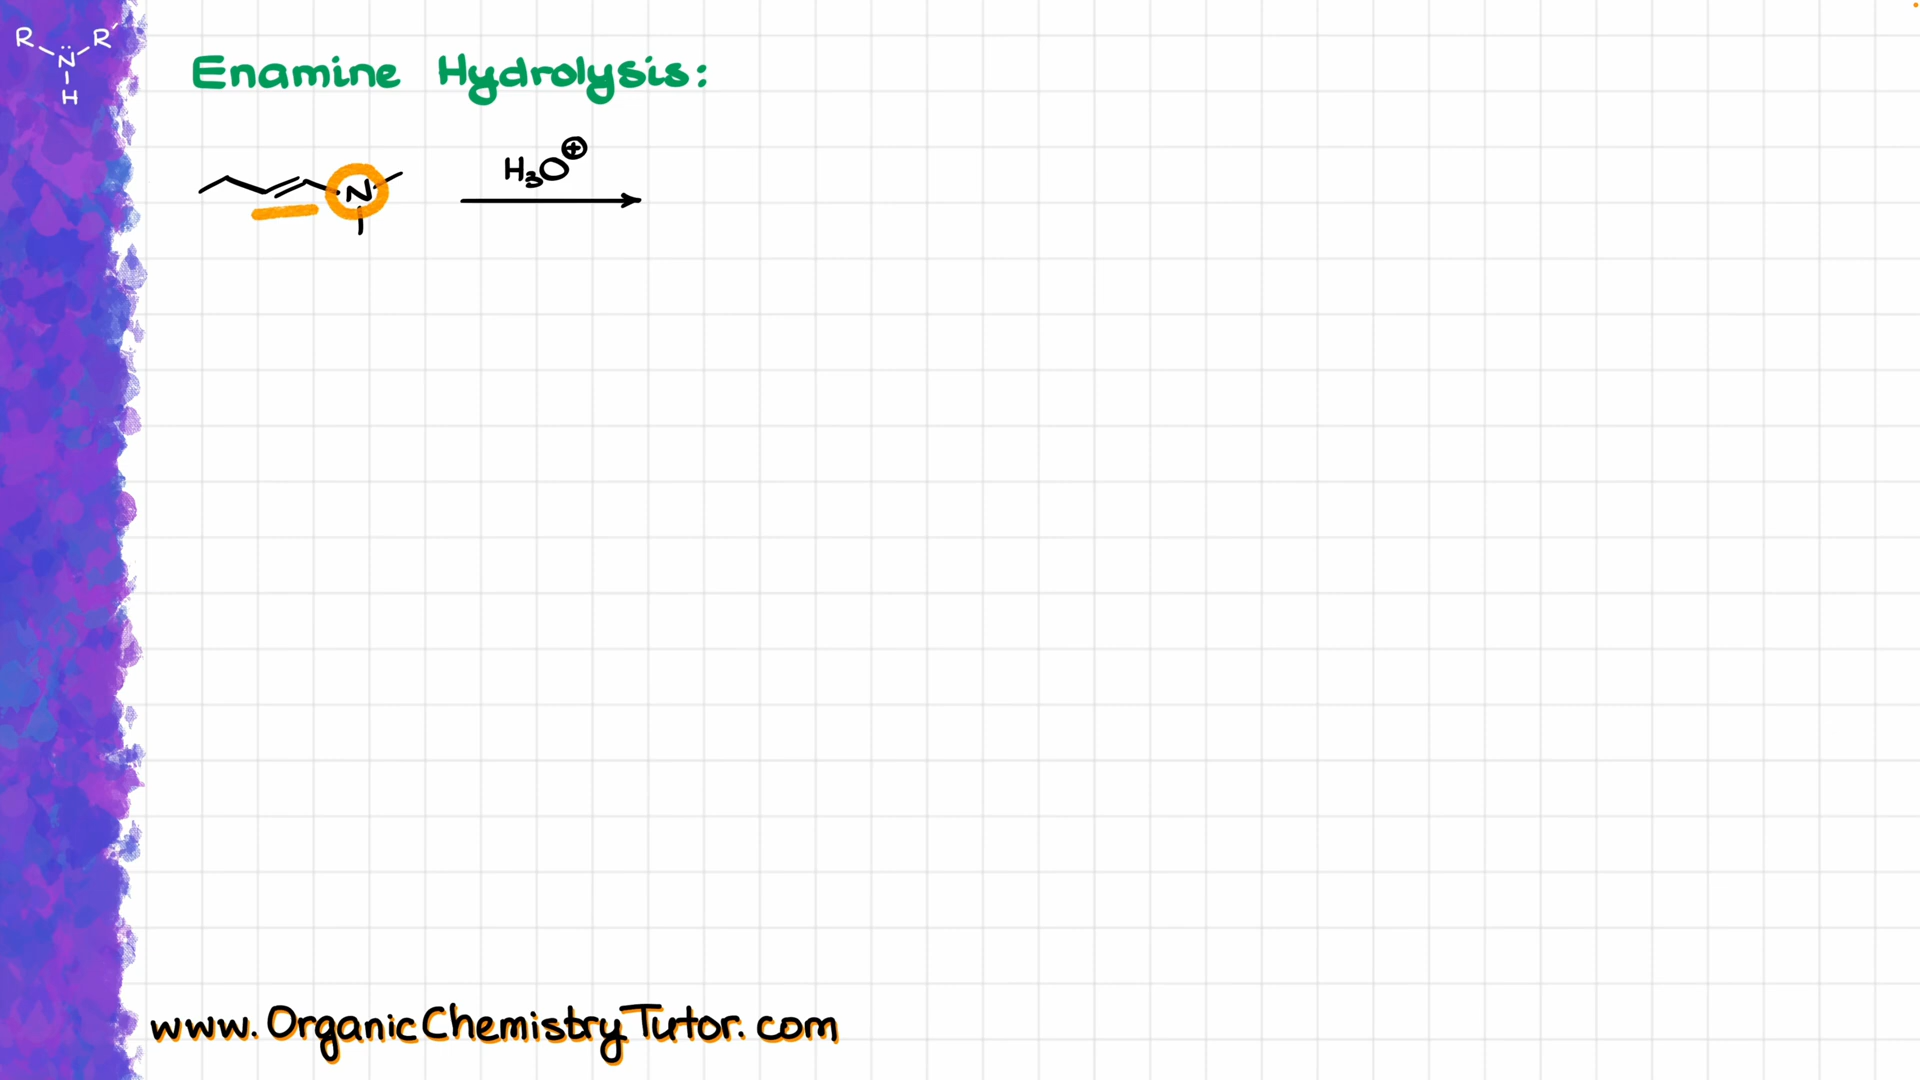 R N̈ R´
H
Enamine Hydrolysis:
N
H₃O⊕
www.OrganicChemistryTutor.com